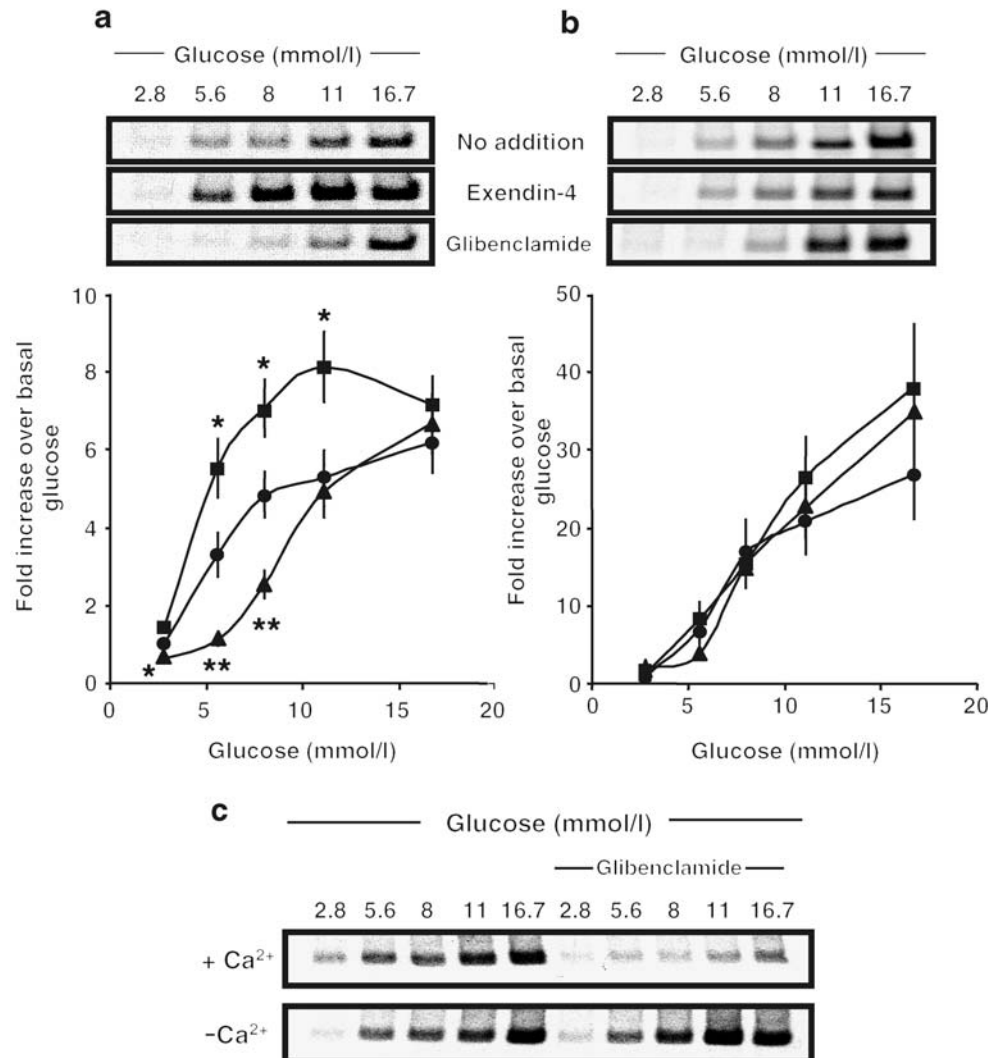 a
Glucose (mmol/l)
2.8 5.6 8 11 16.7
b
Glucose (mmol/l)
2.8 5.6 8 11 16.7
No addition
Exendin-4
Glibenclamide
Fold increase over basal
glucose
10
8
6
4
2
0
* * * *
* ** **
0 5 10 15 20
Glucose (mmol/l)
Fold increase over basal
glucose
50
40
30
20
10
0
0 5 10 15 20
Glucose (mmol/l)
c
Glucose (mmol/l)
Glibenclamide
2.8 5.6 8 11 16.7 2.8 5.6 8 11 16.7
+ Ca²⁺
−Ca²⁺